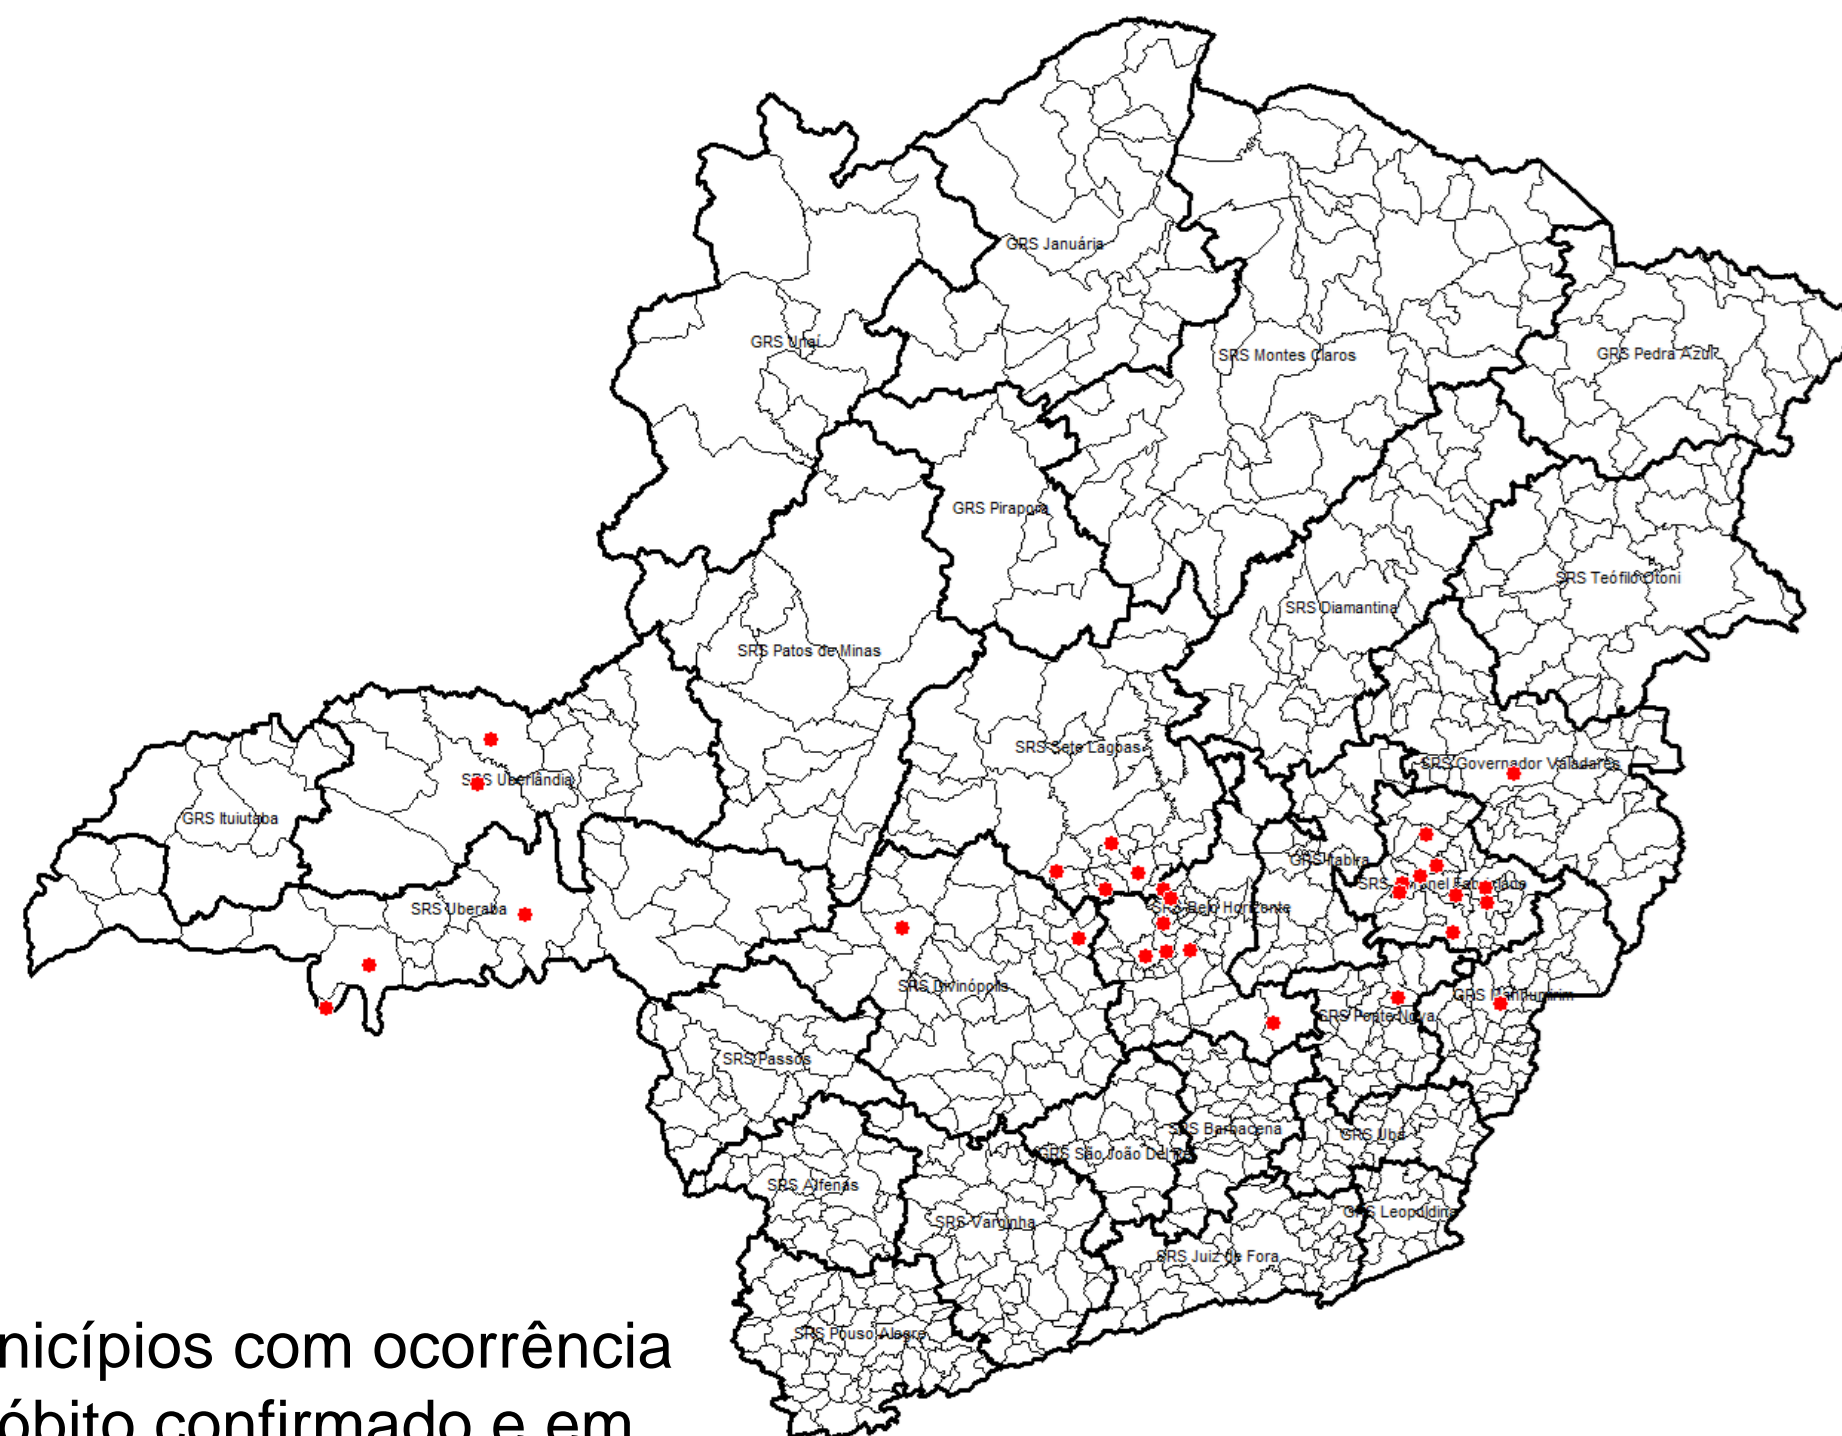 GRS Januária
GRS Unaí
SRS Montes Claros
GRS Pedra Azul
GRS Pirapora
SRS Teófilo Otoni
SRS Diamantina
SRS Patos de Minas
SRS Sete Lagoas
SRS Governador Valadares
SRS Uberlândia
GRS Ituiutaba
GRS Itabira
SRS Coronel Fabriciano
SRS Uberaba
SRS Belo Horizonte
SRS Divinópolis
GRS Manhumirim
SRS Ponte Nova
SRS Passos
SRS Barbacena
GRS Ubá
GRS São João Del Rei
SRS Alfenas
GRS Leopoldina
SRS Varginha
SRS Juiz de Fora
SRS Pouso Alegre
nicípios com ocorrência
óbito confirmado e em